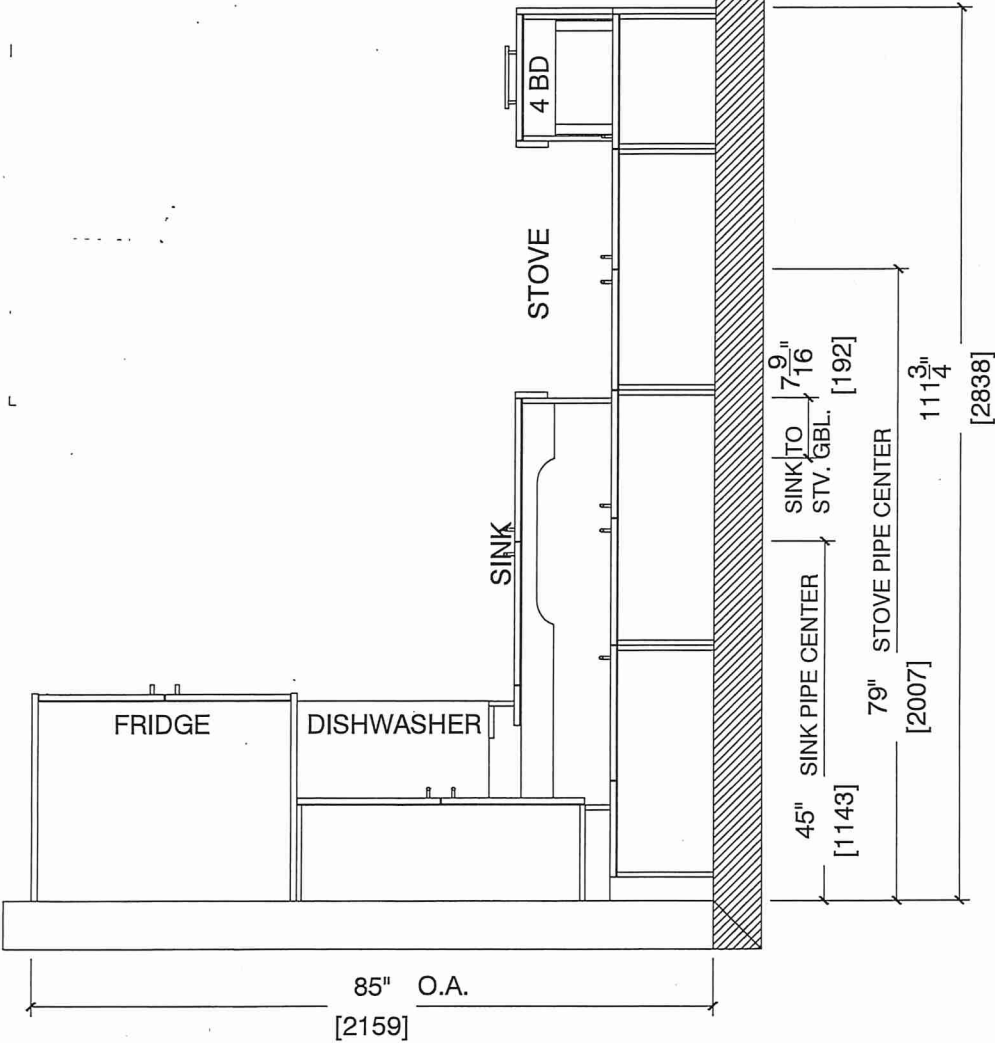 4 BD
STOVE
SINK
FRIDGE
DISHWASHER
7 9/16"
[192]
SINK TO
STV. GBL.
45" SINK PIPE CENTER
[1143]
79" STOVE PIPE CENTER
[2007]
111 3/4"
[2838]
85" O.A.
[2159]